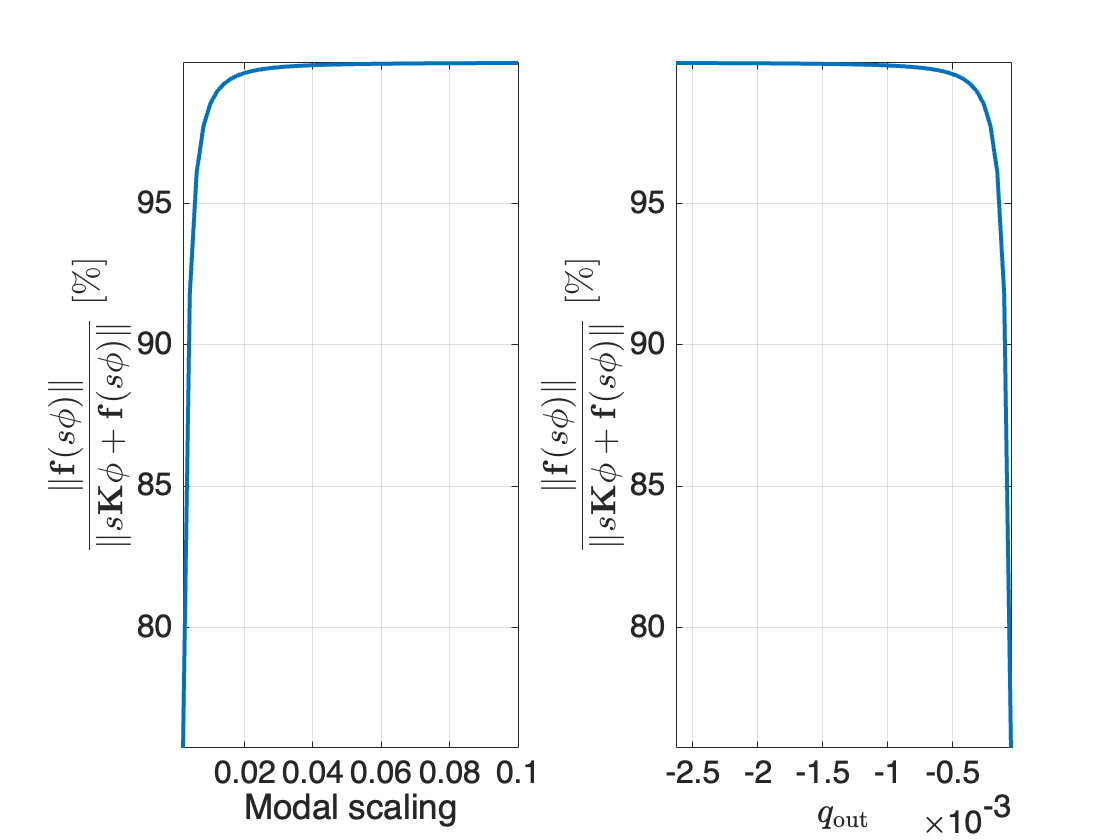 95
90
85
80
‖f(sϕ)‖
‖sKϕ + f(sϕ)‖
[%]
0.02 0.04 0.06 0.08 0.1
Modal scaling
95
90
85
80
‖f(sϕ)‖
‖sKϕ + f(sϕ)‖
[%]
-2.5 -2 -1.5 -1 -0.5
q_out
×10^-3